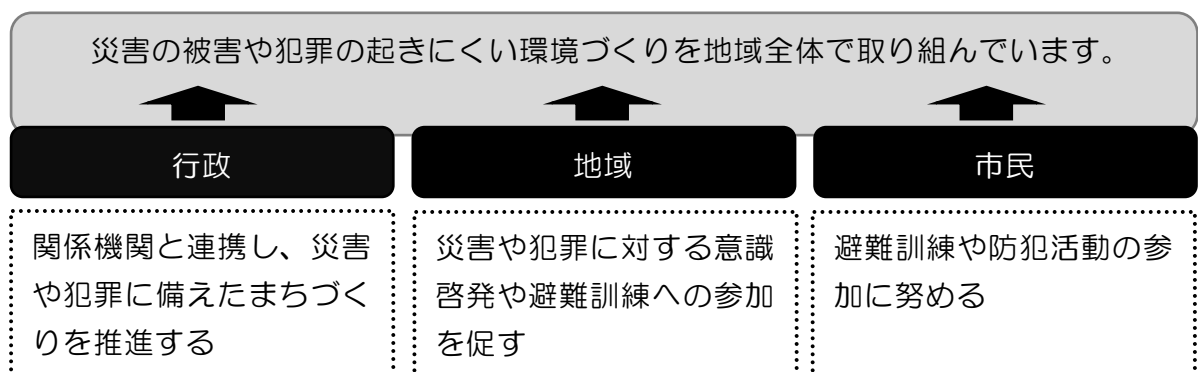 災害の被害や犯罪の起きにくい環境づくりを地域全体で取り組んでいます。
行政
関係機関と連携し、災害
や犯罪に備えたまちづく
りを推進する
地域
災害や犯罪に対する意識
啓発や避難訓練への参加
を促す
市民
避難訓練や防犯活動の参
加に努める